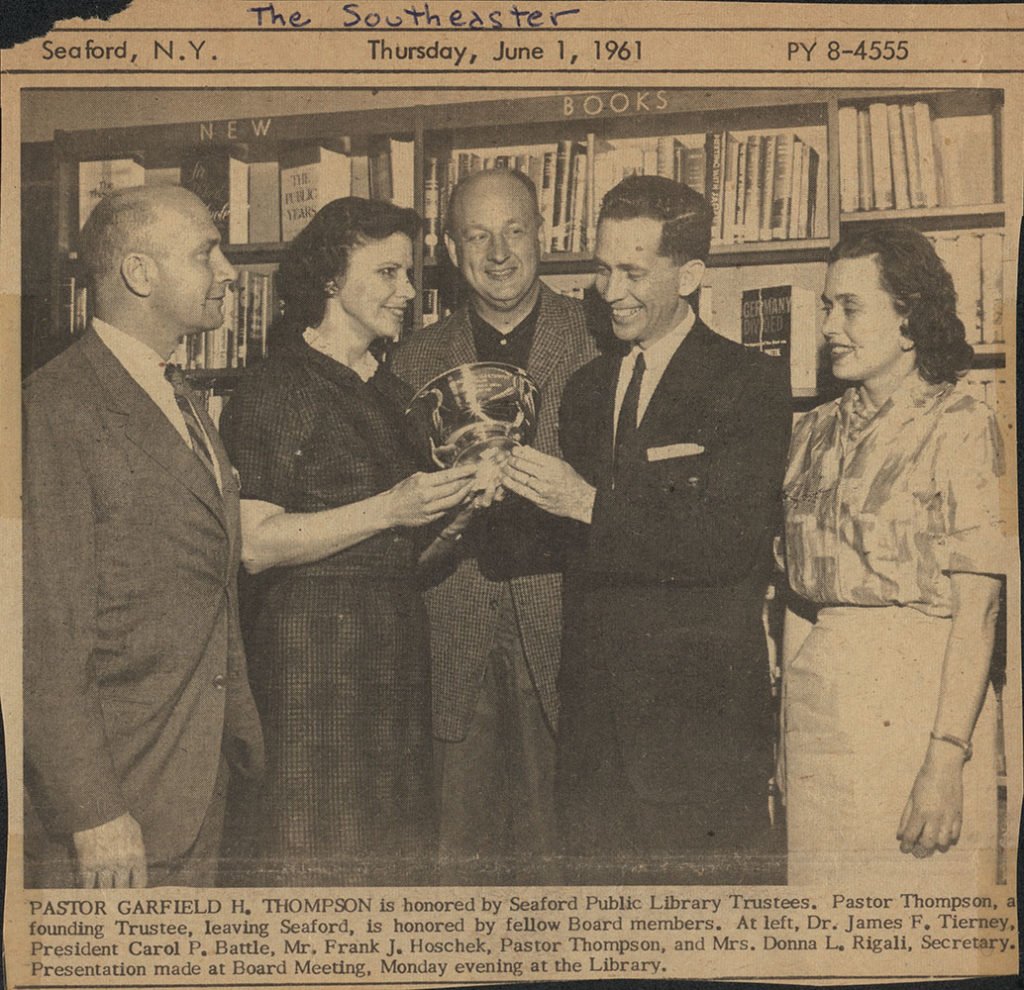 The Southeaster
Seaford, N.Y. Thursday, June 1, 1961 PY 8-4555
NEW BOOKS
THE
PUBLIC
YEARS
GERMANY
PASTOR GARFIELD H. THOMPSON is honored by Seaford Public Library Trustees. Pastor Thompson, a
founding Trustee, leaving Seaford, is honored by fellow Board members. At left, Dr. James F. Tierney,
President Carol P. Battle, Mr. Frank J. Hoschek, Pastor Thompson, and Mrs. Donna L. Rigali, Secretary.
Presentation made at Board Meeting, Monday evening at the Library.